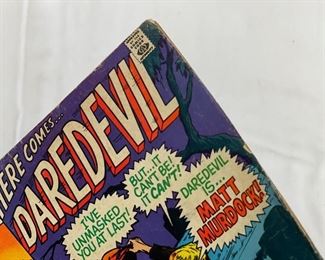 HERE COMES...
DAREDEVIL
I'VE
UNMASKED
YOU AT LAST!
BUT... IT
CAN'T BE!
IT CAN'T!
DAREDEVIL
IS...
MATT
MURDOCK!